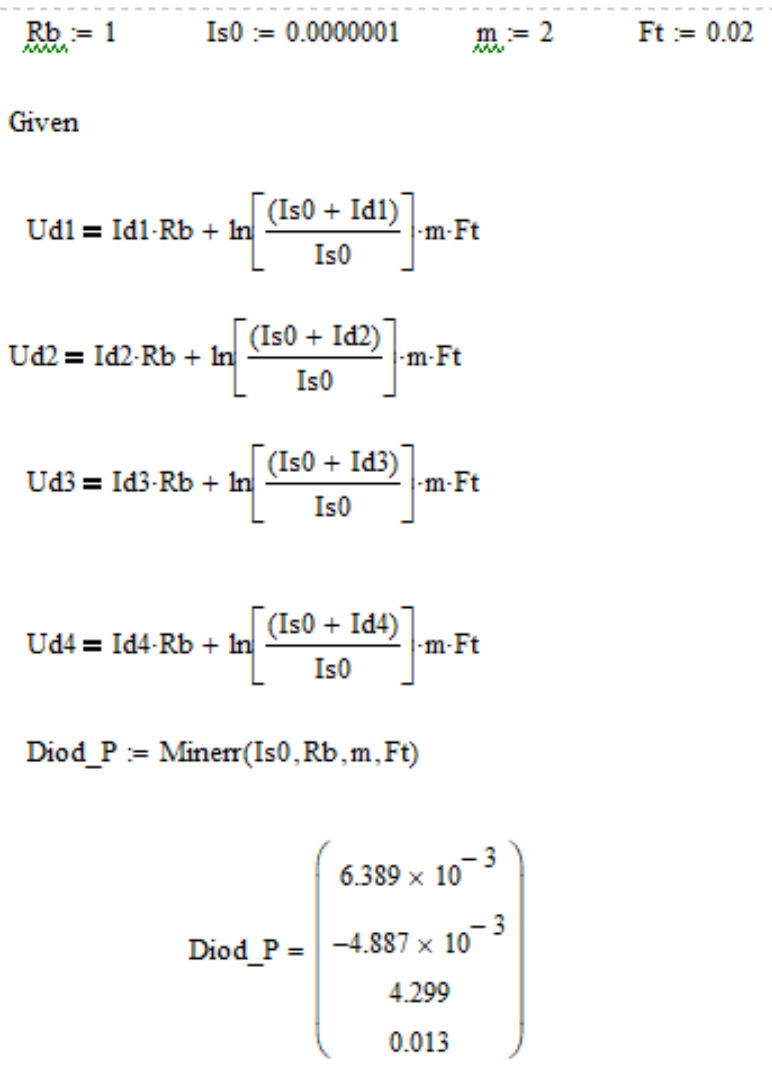 Rb := 1 Is0 := 0.0000001 m := 2 Ft := 0.02
Given
Ud1 = Id1·Rb + ln[(Is0 + Id1)/Is0]·m·Ft
Ud2 = Id2·Rb + ln[(Is0 + Id2)/Is0]·m·Ft
Ud3 = Id3·Rb + ln[(Is0 + Id3)/Is0]·m·Ft
Ud4 = Id4·Rb + ln[(Is0 + Id4)/Is0]·m·Ft
Diod_P := Minerr(Is0,Rb,m,Ft)
6.389 × 10⁻³
Diod_P = −4.887 × 10⁻³
4.299
0.013